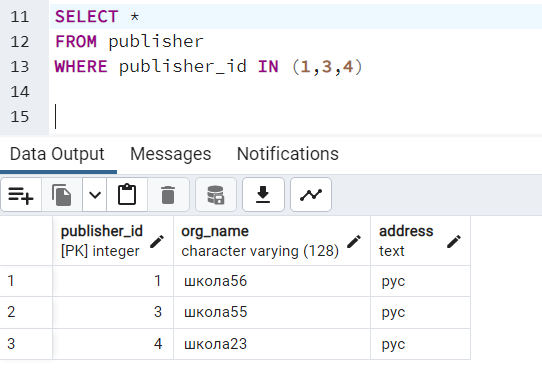 11 SELECT *
12 FROM publisher
13 WHERE publisher_id IN (1,3,4)
14
15
Data Output Messages Notifications
publisher_id org_name address
[PK] integer character varying (128) text
1 1 школа56 рус
2 3 школа55 рус
3 4 школа23 рус